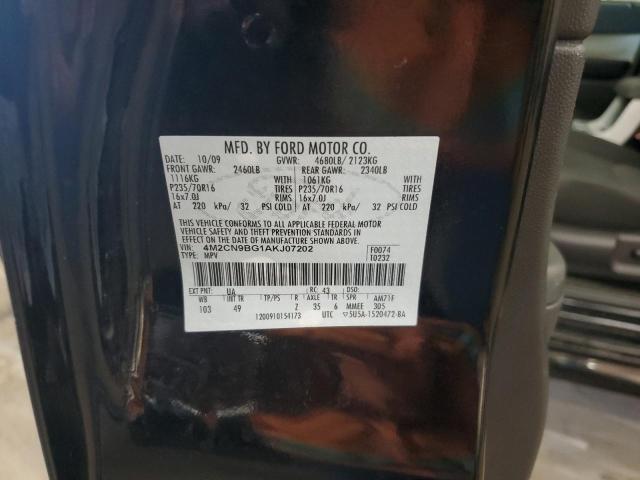 MFD. BY FORD MOTOR CO.
DATE: 10/09 GVWR: 4680LB/ 2123KG
FRONT GAWR: 2460LB REAR GAWR: 2340LB
1116KG WITH 1061KG WITH
P235/70R16 TIRES P235/70R16 TIRES
16x7.0J RIMS 16x7.0J RIMS
AT 220 kPa/ 32 PSI COLD AT 220 kPa/ 32 PSI COLD
THIS VEHICLE CONFORMS TO ALL APPLICABLE FEDERAL MOTOR
VEHICLE SAFETY AND THEFT PREVENTION STANDARDS IN
EFFECT ON THE DATE OF MANUFACTURE SHOWN ABOVE.
VIN: 4M2CN9BG1AKJ07202 F0074
TYPE: MPV T0232
EXT PNT: UA RC: 43 DSO:
WB INT TR TP/PS R AXLE TR SPR AM71F
103 49 Z 35 6 MMEE 305
1200910154173 UTC ▽5U5A-1520472-BA